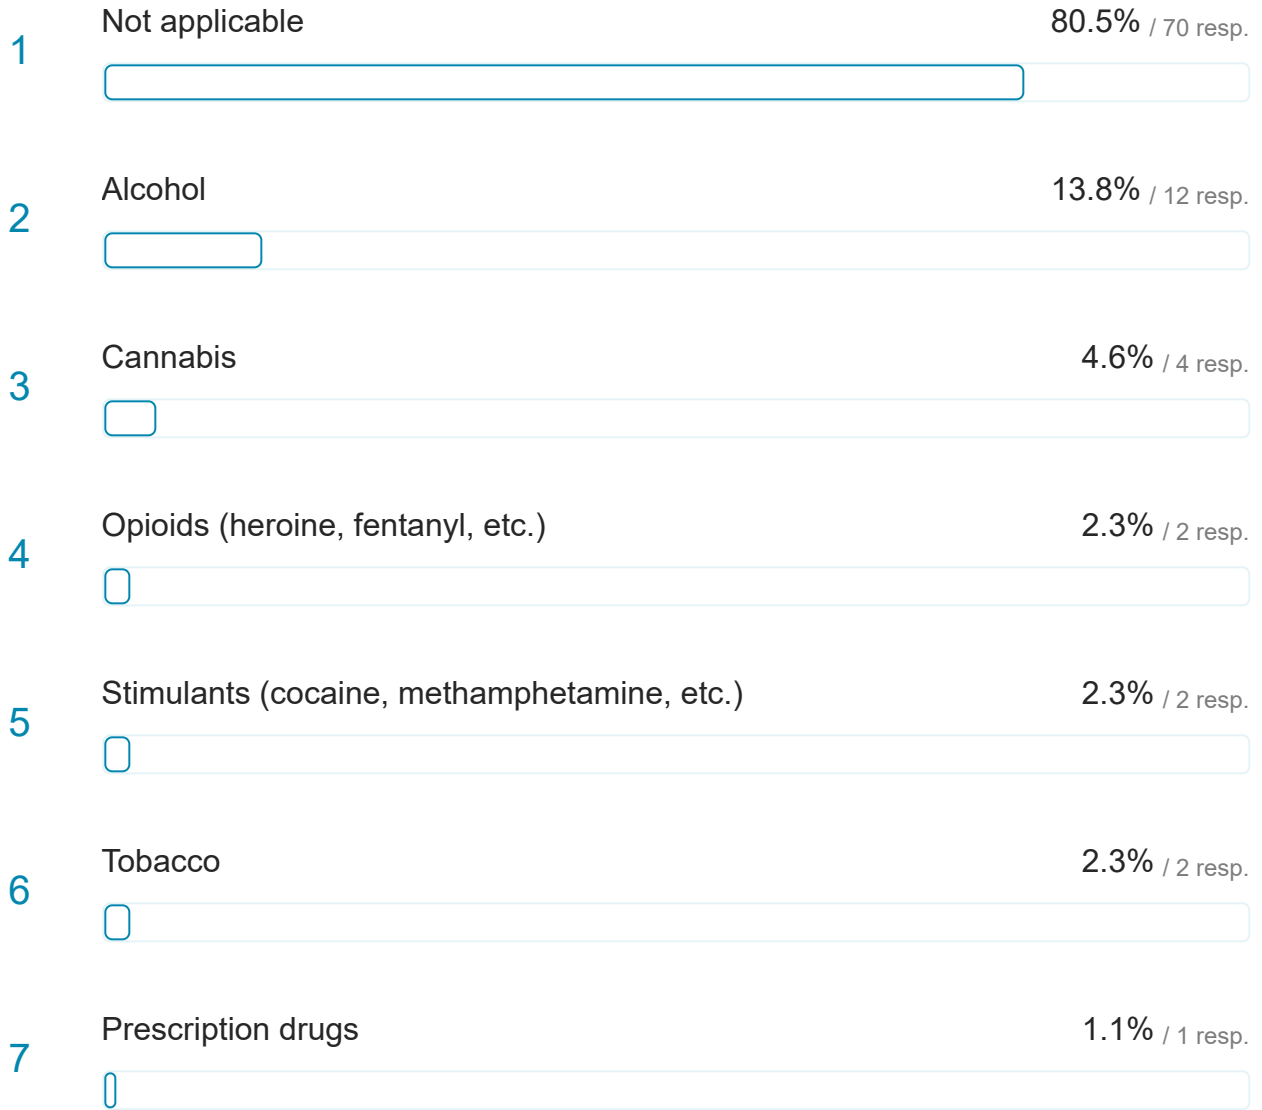 1
Not applicable
80.5% / 70 resp.
2
Alcohol
13.8% / 12 resp.
3
Cannabis
4.6% / 4 resp.
4
Opioids (heroine, fentanyl, etc.)
2.3% / 2 resp.
5
Stimulants (cocaine, methamphetamine, etc.)
2.3% / 2 resp.
6
Tobacco
2.3% / 2 resp.
7
Prescription drugs
1.1% / 1 resp.